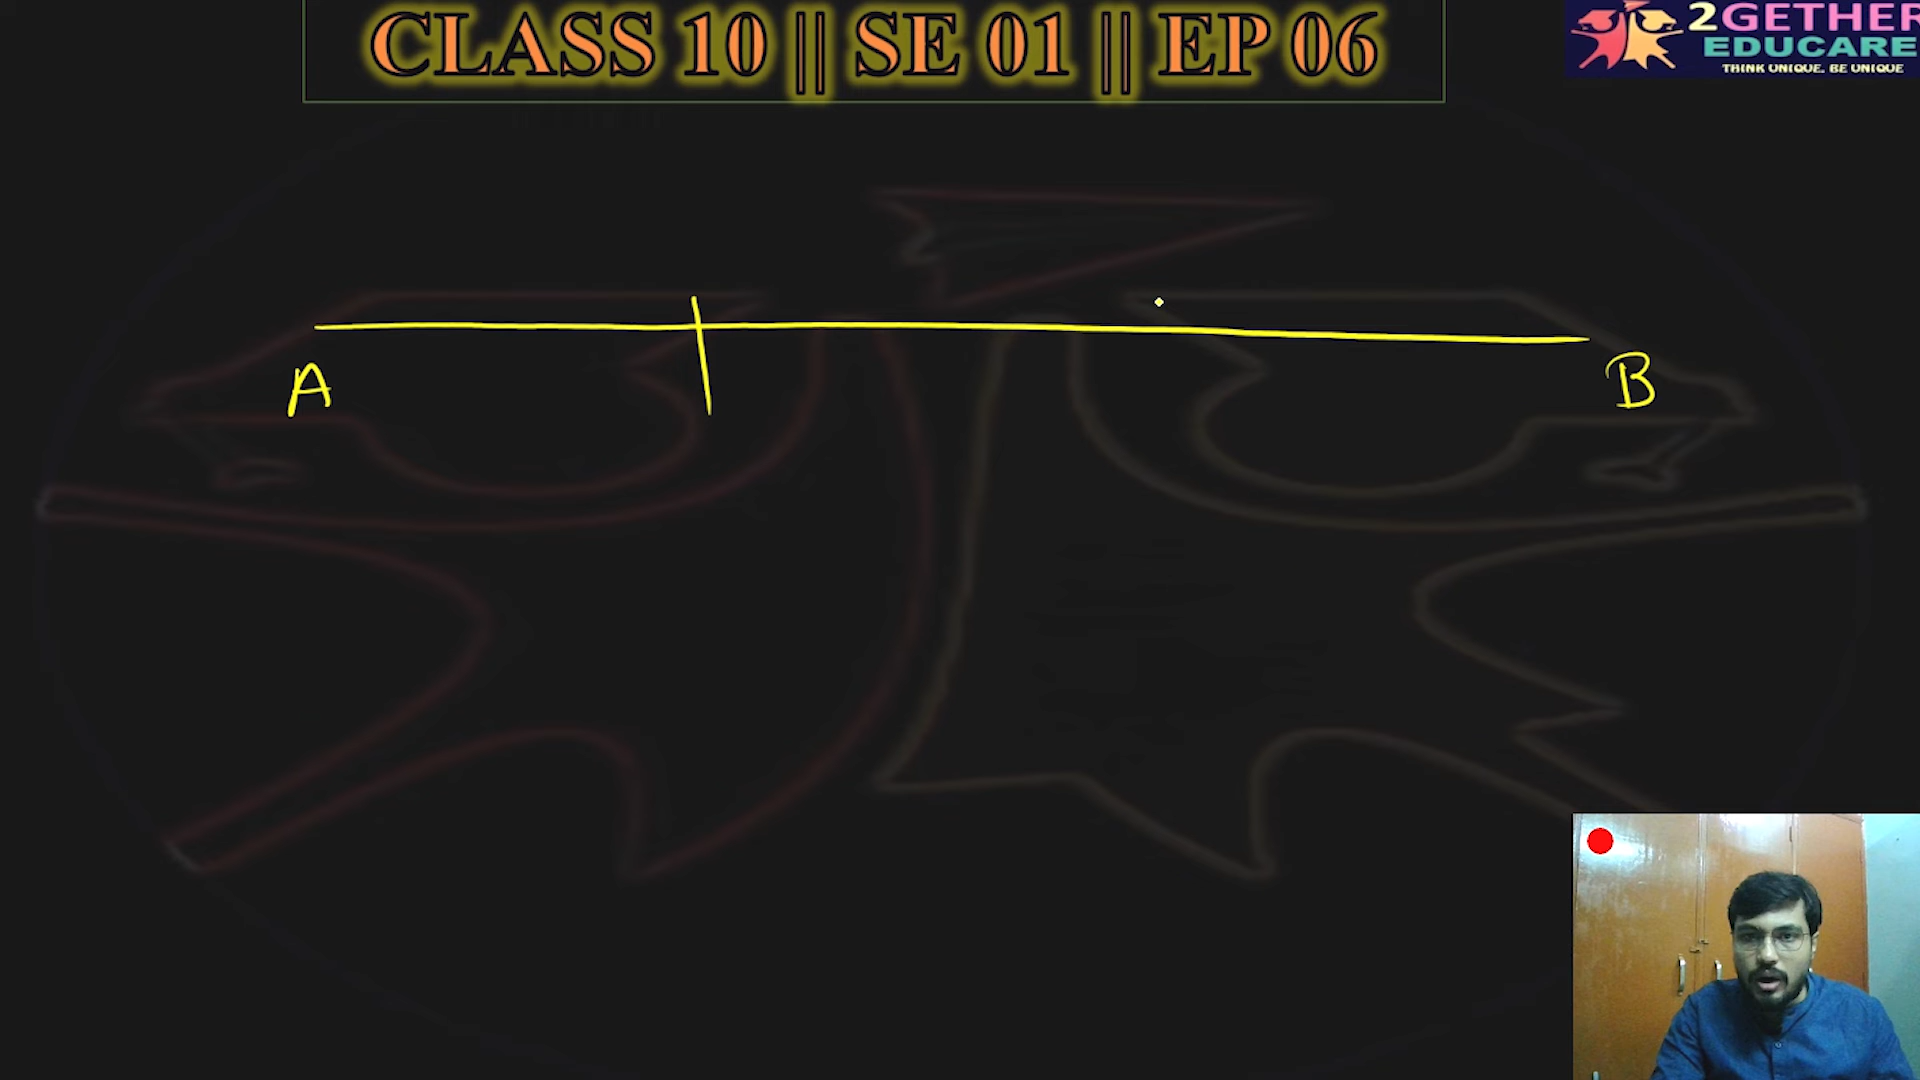 CLASS 10 || SE 01 || EP 06
2GETHER
EDUCARE
THINK UNIQUE. BE UNIQUE
A
B